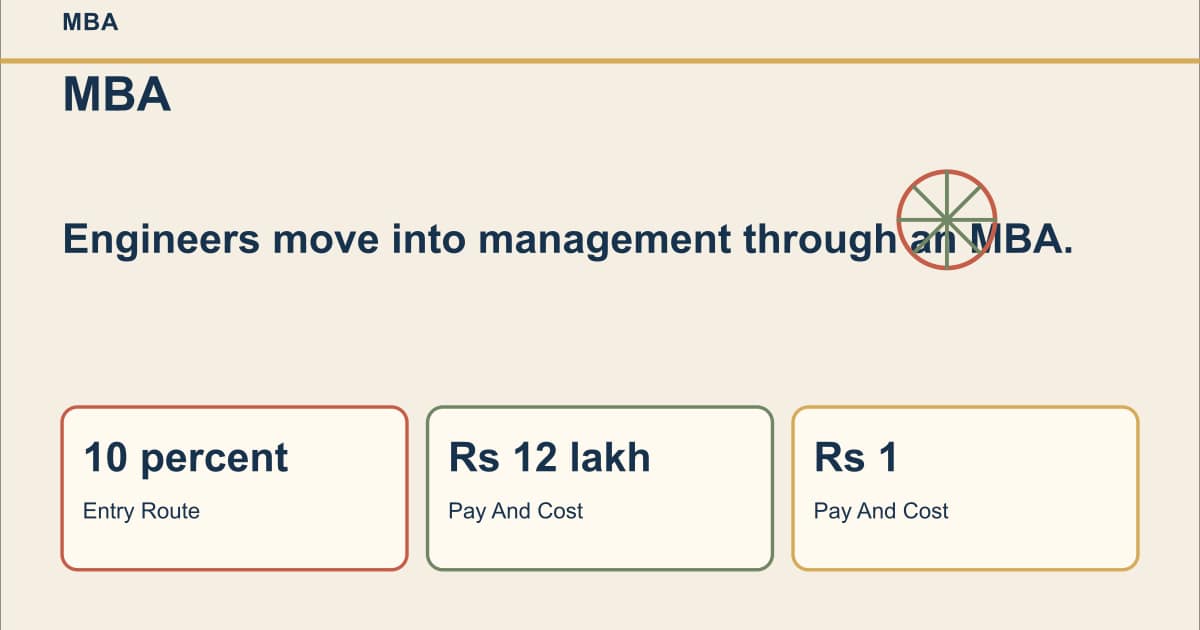 MBA
MBA
Engineers move into management through an MBA.
10 percent
Entry Route
Rs 12 lakh
Pay And Cost
Rs 1
Pay And Cost